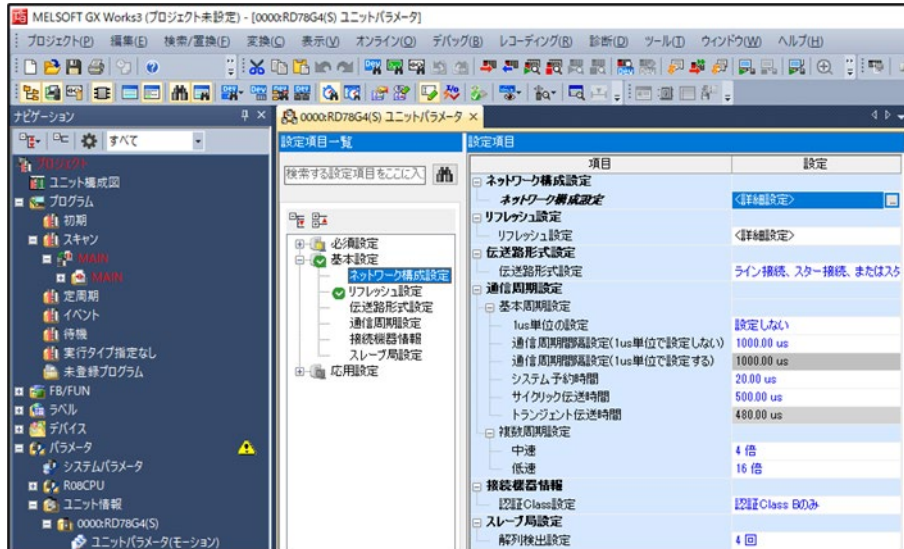 MELSOFT GX Works3 (プロジェクト未設定) - [0000:RD78G4(S) ユニットパラメータ]
プロジェクト(P) 編集(E) 検索/置換(F) 変換(C) 表示(V) オンライン(O) デバッグ(B) レコーディング(R) 診断(D) ツール(T) ウィンドウ(W) ヘルプ(H)
ナビゲーション
すべて
プロジェクト
ユニット構成図
プログラム
初期
スキャン
MAIN
MAIN
定周期
イベント
待機
実行タイプ指定なし
未登録プログラム
FB/FUN
ラベル
デバイス
パラメータ
システムパラメータ
R08CPU
ユニット情報
0000:RD78G4(S)
ユニットパラメータ(モーション)
0000:RD78G4(S) ユニットパラメータ
設定項目一覧
検索する設定項目をここに入
必須設定
基本設定
ネットワーク構成設定
リフレッシュ設定
伝送路形式設定
通信周期設定
接続機器情報
スレーブ局設定
応用設定
設定項目
項目 設定
ネットワーク構成設定
ネットワーク構成設定 <詳細設定>
リフレッシュ設定
リフレッシュ設定 <詳細設定>
伝送路形式設定
伝送路形式設定 ライン接続、スター接続、またはスタ
通信周期設定
基本周期設定
1us単位の設定 設定しない
通信周期間隔設定(1us単位で設定しない) 1000.00 us
通信周期間隔設定(1us単位で設定する) 1000.00 us
システム予約時間 20.00 us
サイクリック伝送時間 500.00 us
トランジェント伝送時間 480.00 us
複数周期設定
中速 4 倍
低速 16 倍
接続機器情報
認証Class設定 認証Class Bのみ
スレーブ局設定
解列検出設定 4 回